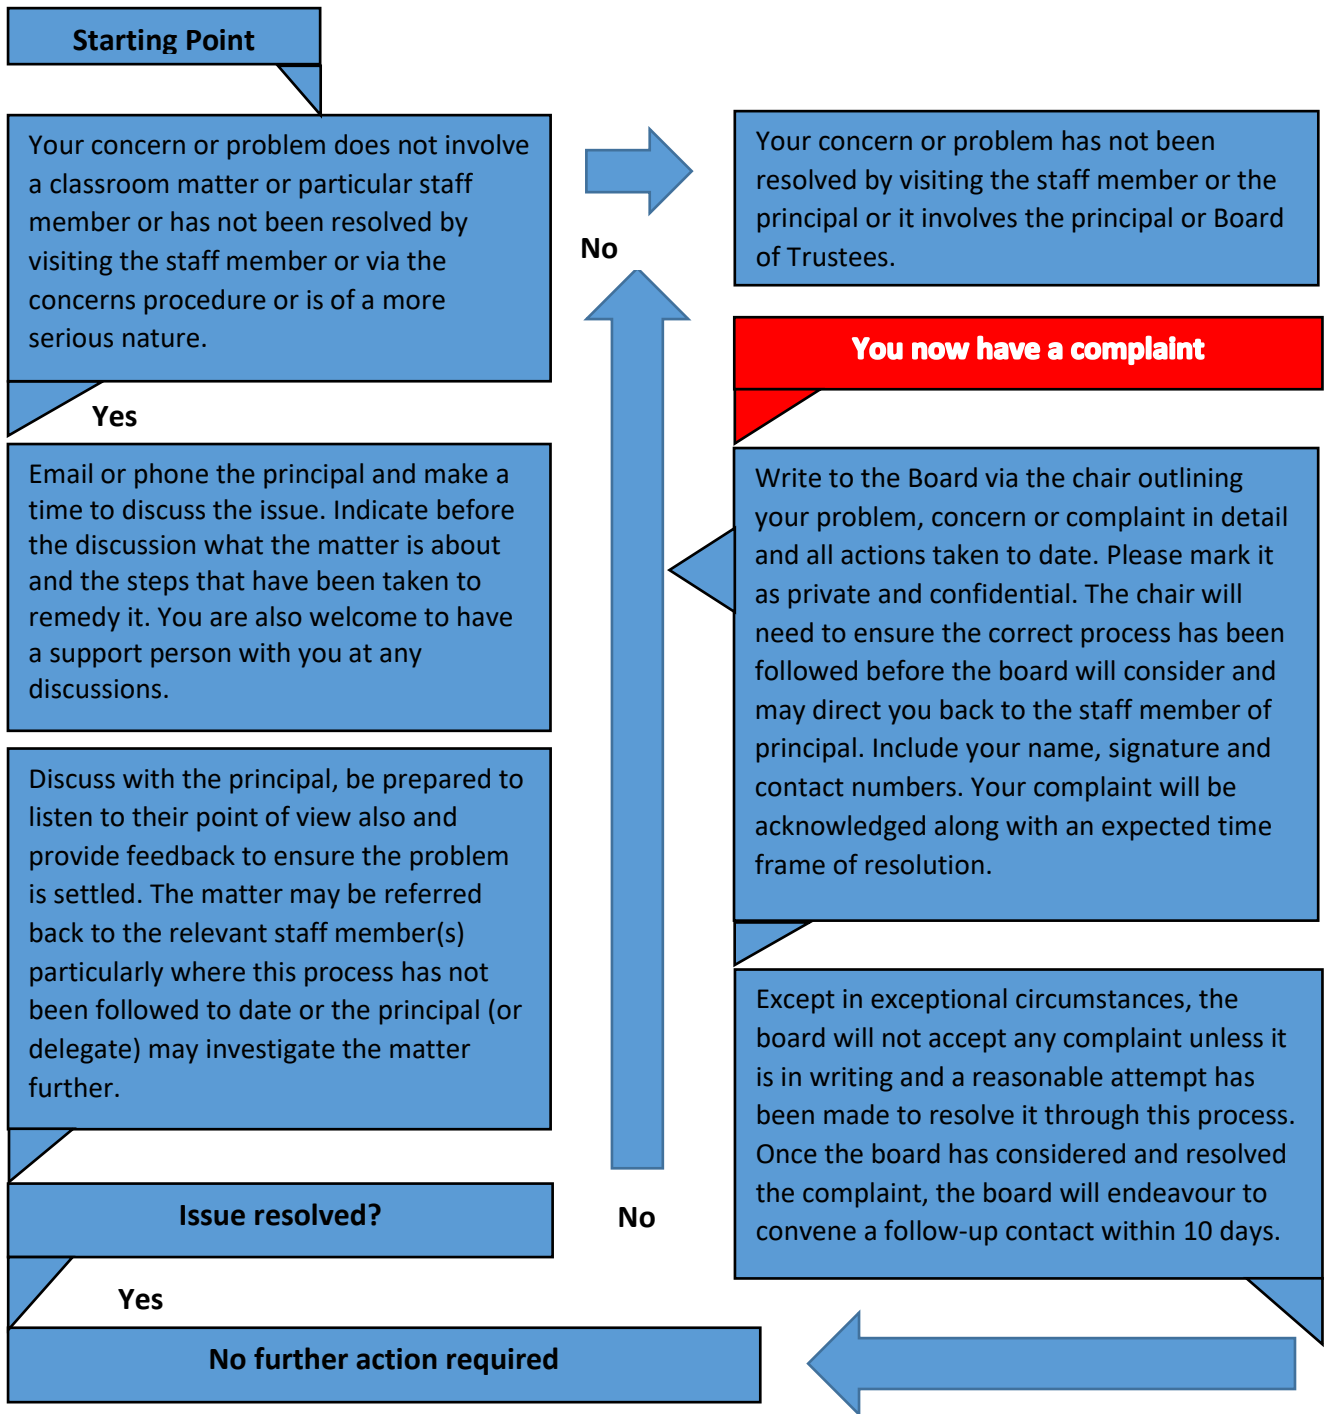 Starting Point
Your concern or problem does not involve
a classroom matter or particular staff
member or has not been resolved by
visiting the staff member or via the
concerns procedure or is of a more
serious nature.
Yes
Email or phone the principal and make a
time to discuss the issue. Indicate before
the discussion what the matter is about
and the steps that have been taken to
remedy it. You are also welcome to have
a support person with you at any
discussions.
Discuss with the principal, be prepared to
listen to their point of view also and
provide feedback to ensure the problem
is settled. The matter may be referred
back to the relevant staff member(s)
particularly where this process has not
been followed to date or the principal (or
delegate) may investigate the matter
further.
Issue resolved?
Yes
No further action required
No
No
Your concern or problem has not been
resolved by visiting the staff member or the
principal or it involves the principal or Board
of Trustees.
You now have a complaint
Write to the Board via the chair outlining
your problem, concern or complaint in detail
and all actions taken to date. Please mark it
as private and confidential. The chair will
need to ensure the correct process has been
followed before the board will consider and
may direct you back to the staff member of
principal. Include your name, signature and
contact numbers. Your complaint will be
acknowledged along with an expected time
frame of resolution.
Except in exceptional circumstances, the
board will not accept any complaint unless it
is in writing and a reasonable attempt has
been made to resolve it through this process.
Once the board has considered and resolved
the complaint, the board will endeavour to
convene a follow-up contact within 10 days.